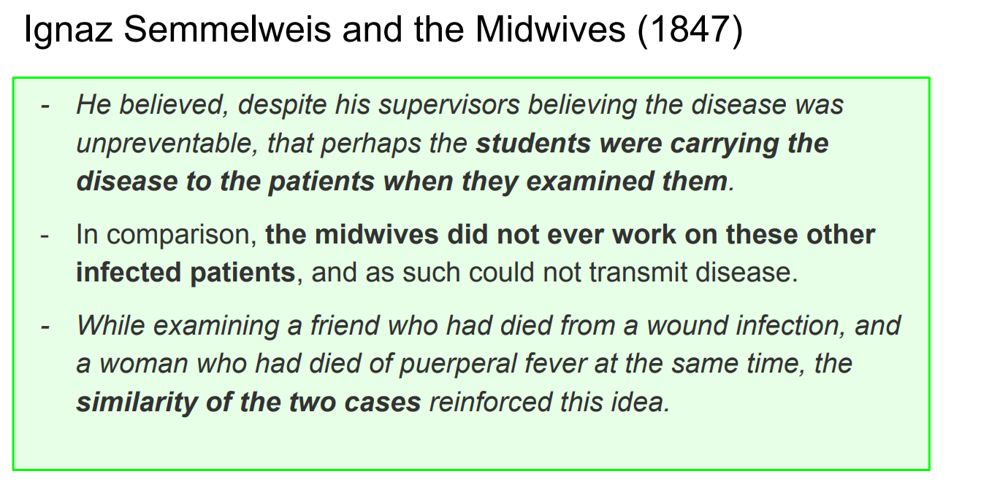 Ignaz Semmelweis and the Midwives (1847)
- He believed, despite his supervisors believing the disease was
unpreventable, that perhaps the students were carrying the
disease to the patients when they examined them.
- In comparison, the midwives did not ever work on these other
infected patients, and as such could not transmit disease.
- While examining a friend who had died from a wound infection, and
a woman who had died of puerperal fever at the same time, the
similarity of the two cases reinforced this idea.